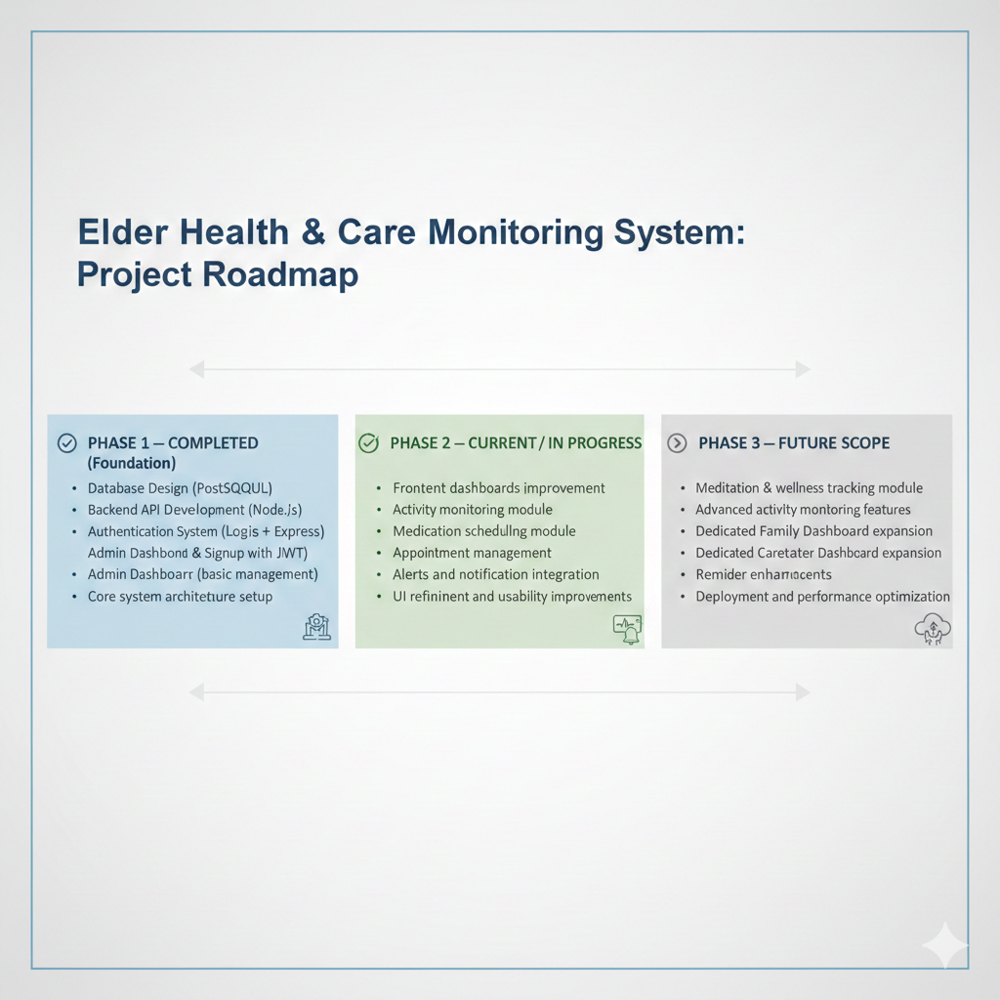 Elder Health & Care Monitoring System:
Project Roadmap
PHASE 1 — COMPLETED
(Foundation)
• Database Design (PostSQQUL)
• Backend API Development (Node.Js)
• Authentication System (Logis + Express)
Admin Dashbond & Signup with JWT)
• Admin Dashboarr (basic management)
• Core system architetture setup
PHASE 2 — CURRENT / IN PROGRESS
• Frontent dashboards improvement
• Activity monitoring module
• Medication scheduling module
• Appointment management
• Alerts and notification integration
• UI refininent and usability improvements
PHASE 3 — FUTURE SCOPE
• Meditation & wellness tracking module
• Advanced activity montoring features
• Dedicated Family Dashboard expansion
• Dedicated Caretater Dashboard expansion
• Remider enhamcents
• Deployment and performance optimization